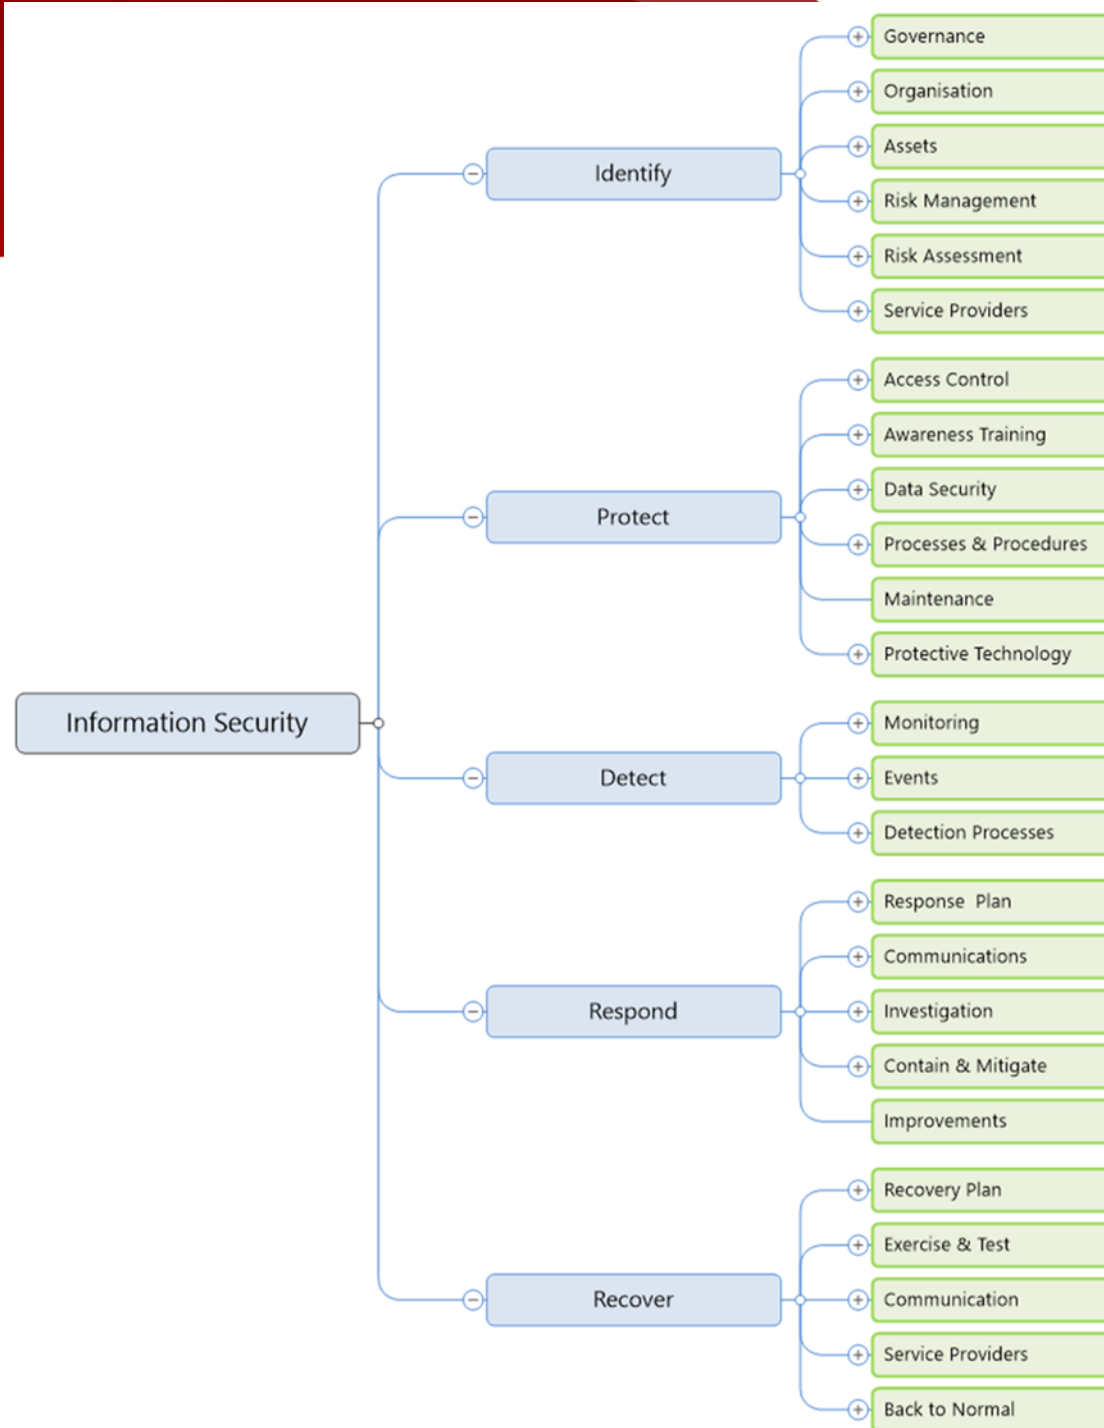 Information Security
Identify
Governance
Organisation
Assets
Risk Management
Risk Assessment
Service Providers
Protect
Access Control
Awareness Training
Data Security
Processes & Procedures
Maintenance
Protective Technology
Detect
Monitoring
Events
Detection Processes
Respond
Response  Plan
Communications
Investigation
Contain & Mitigate
Improvements
Recover
Recovery Plan
Exercise & Test
Communication
Service Providers
Back to Normal